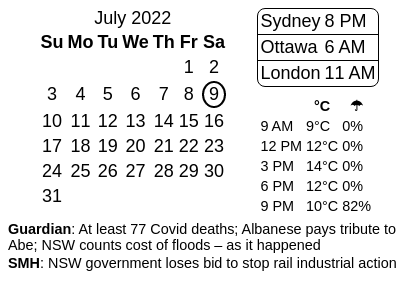 July 2022
Su Mo Tu We Th Fr Sa
1 2
3 4 5 6 7 8 9
10 11 12 13 14 15 16
17 18 19 20 21 22 23
24 25 26 27 28 29 30
31
Sydney 8 PM
Ottawa 6 AM
London 11 AM
°C ☂
9 AM 9°C 0%
12 PM 12°C 0%
3 PM 14°C 0%
6 PM 12°C 0%
9 PM 10°C 82%
Guardian: At least 77 Covid deaths; Albanese pays tribute to
Abe; NSW counts cost of floods – as it happened
SMH: NSW government loses bid to stop rail industrial action